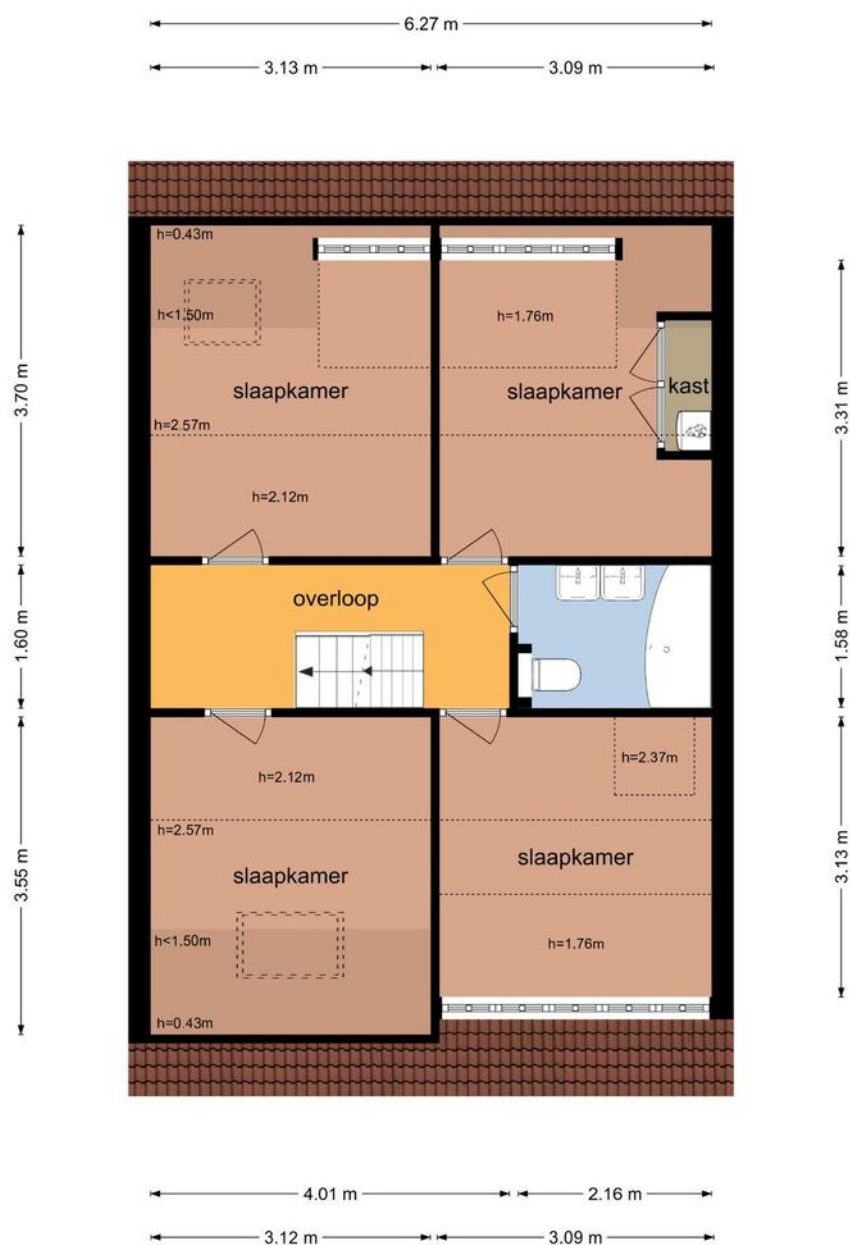 6.27 m
3.13 m
3.09 m
h=0.43m
h<1.50m
h=1.76m
slaapkamer
slaapkamer
kast
h=2.57m
h=2.12m
3.70 m
3.31 m
overloop
1.60 m
1.58 m
h=2.37m
h=2.12m
h=2.57m
slaapkamer
slaapkamer
3.55 m
3.13 m
h<1.50m
h=1.76m
h=0.43m
4.01 m
2.16 m
3.12 m
3.09 m